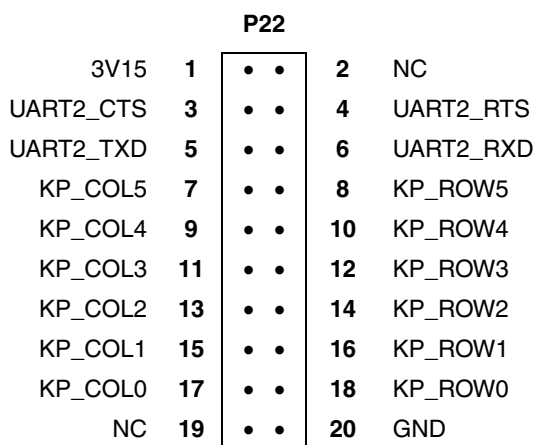 P22
3V15 1 • • 2 NC
UART2_CTS 3 • • 4 UART2_RTS
UART2_TXD 5 • • 6 UART2_RXD
KP_COL5 7 • • 8 KP_ROW5
KP_COL4 9 • • 10 KP_ROW4
KP_COL3 11 • • 12 KP_ROW3
KP_COL2 13 • • 14 KP_ROW2
KP_COL1 15 • • 16 KP_ROW1
KP_COL0 17 • • 18 KP_ROW0
NC 19 • • 20 GND